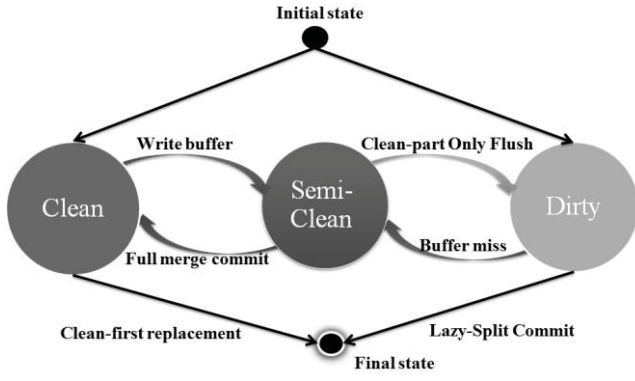 Initial state
Write buffer
Clean-part Only Flush
Clean
Semi-
Clean
Dirty
Full merge commit
Buffer miss
Clean-first replacement
Lazy-Split Commit
Final state